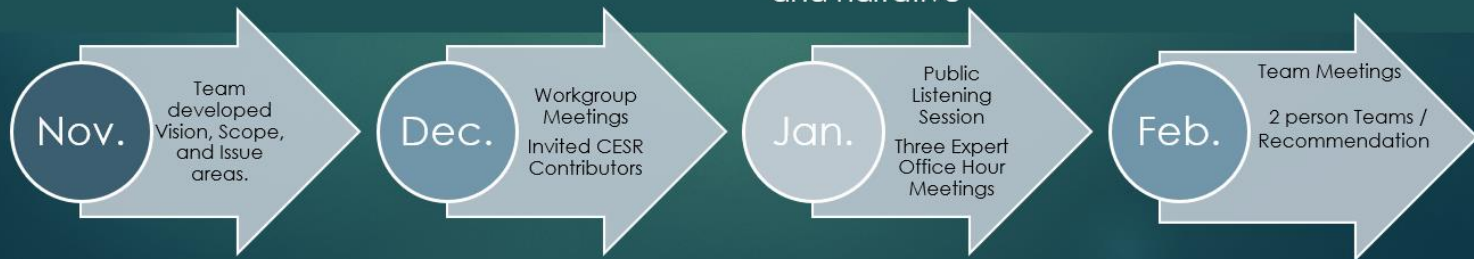 Nov.
Team
developed
Vision, Scope,
and Issue
areas.
Dec.
Workgroup
Meetings
Invited CESR
Contributors
Jan.
Public
Listening
Session
Three Expert
Office Hour
Meetings
Feb.
Team Meetings
2 person Teams /
Recommendation